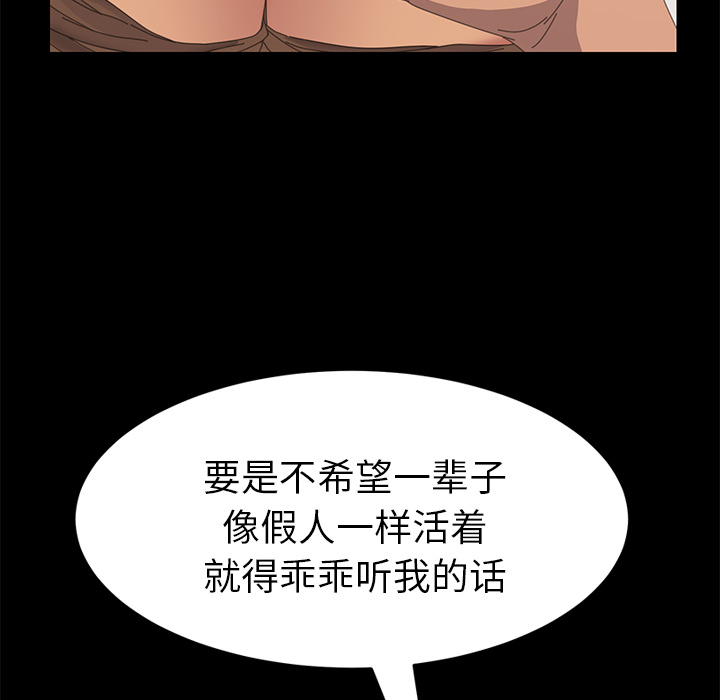 要是不希望一辈子
像假人一样活着
就得乖乖听我的话